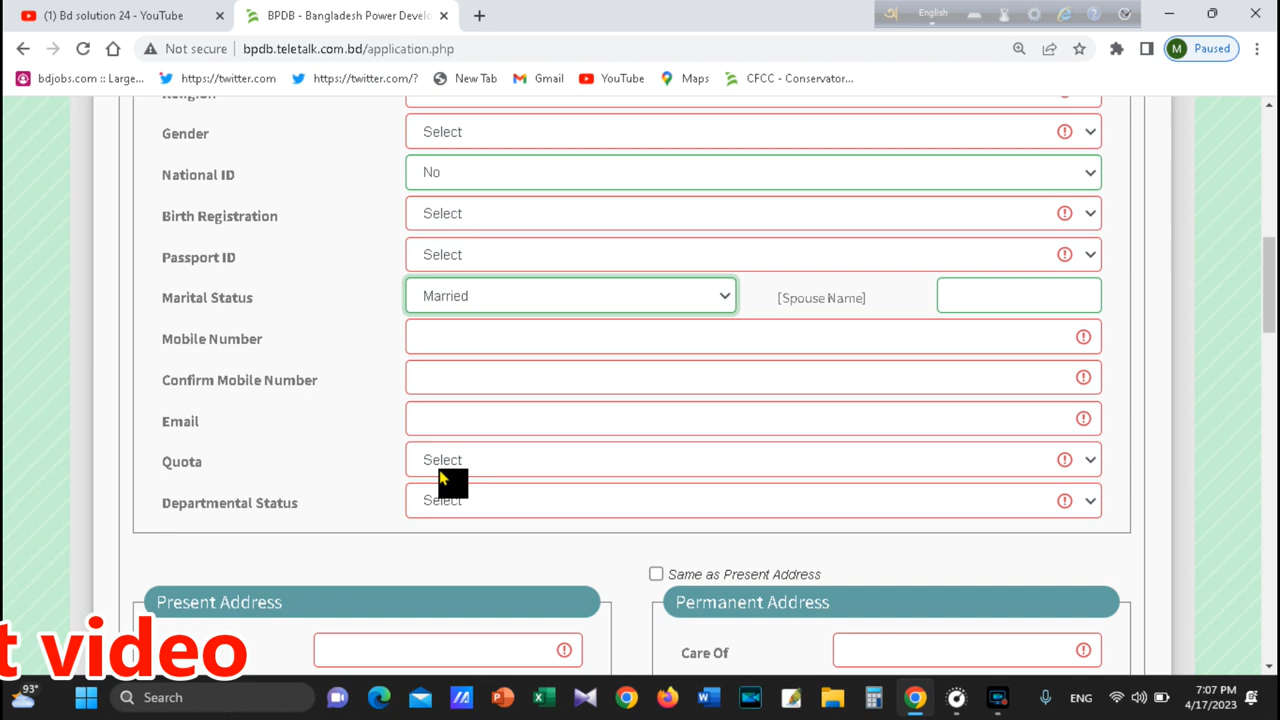 (1) Bd solution 24 - YouTube
BPDB - Bangladesh Power Develo
English
Not secure
bpdb.teletalk.com.bd/application.php
M
Paused
bdjobs.com :: Large...
https://twitter.com
https://twitter.com/?
New Tab
Gmail
YouTube
Maps
CFCC - Conservator...
Religion
Gender
Select
National ID
No
Birth Registration
Select
Passport ID
Select
Marital Status
Married
[Spouse Name]
Mobile Number
Confirm Mobile Number
Email
Quota
Select
Departmental Status
Select
Same as Present Address
Present Address
Permanent Address
Care Of
t video
93°
Search
ENG
7:07 PM
4/17/2023